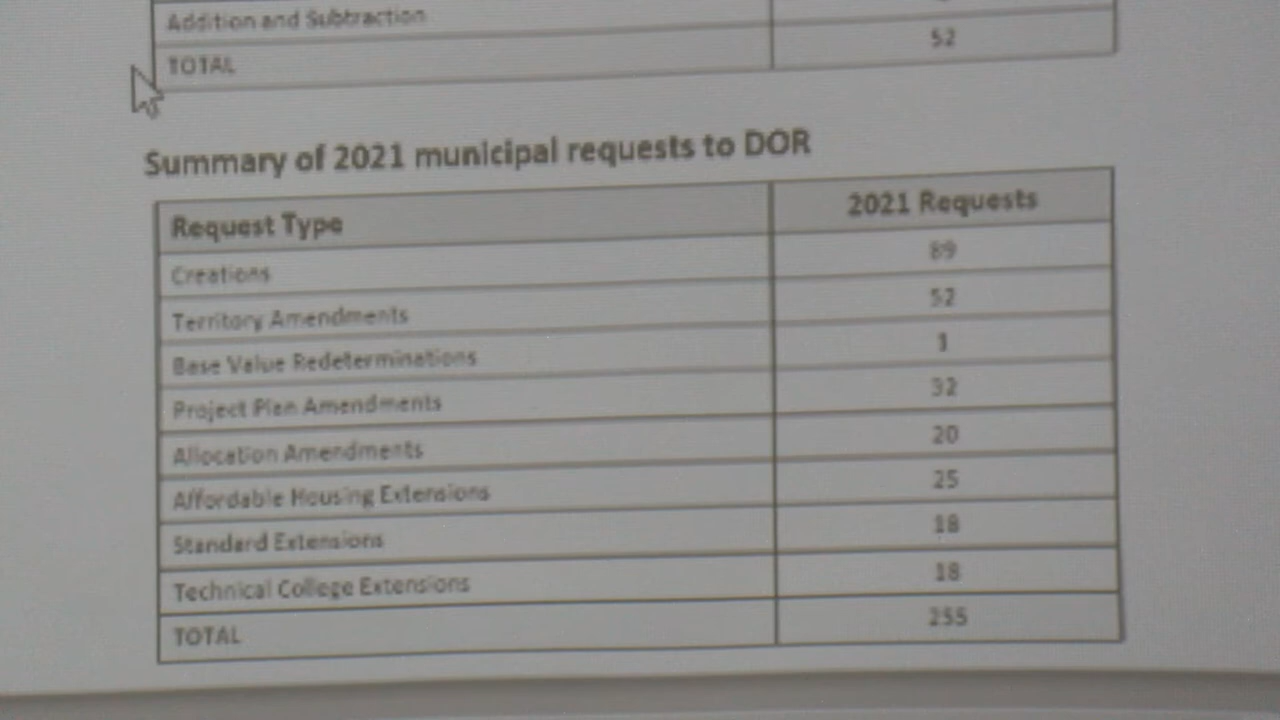 Addition and Subtraction
TOTAL 52
Summary of 2021 municipal requests to DOR
Request Type 2021 Requests
Creations 89
Territory Amendments 52
Base Value Redeterminations 1
Project Plan Amendments 32
Allocation Amendments 20
Affordable Housing Extensions 25
Standard Extensions 18
Technical College Extensions 18
TOTAL 255